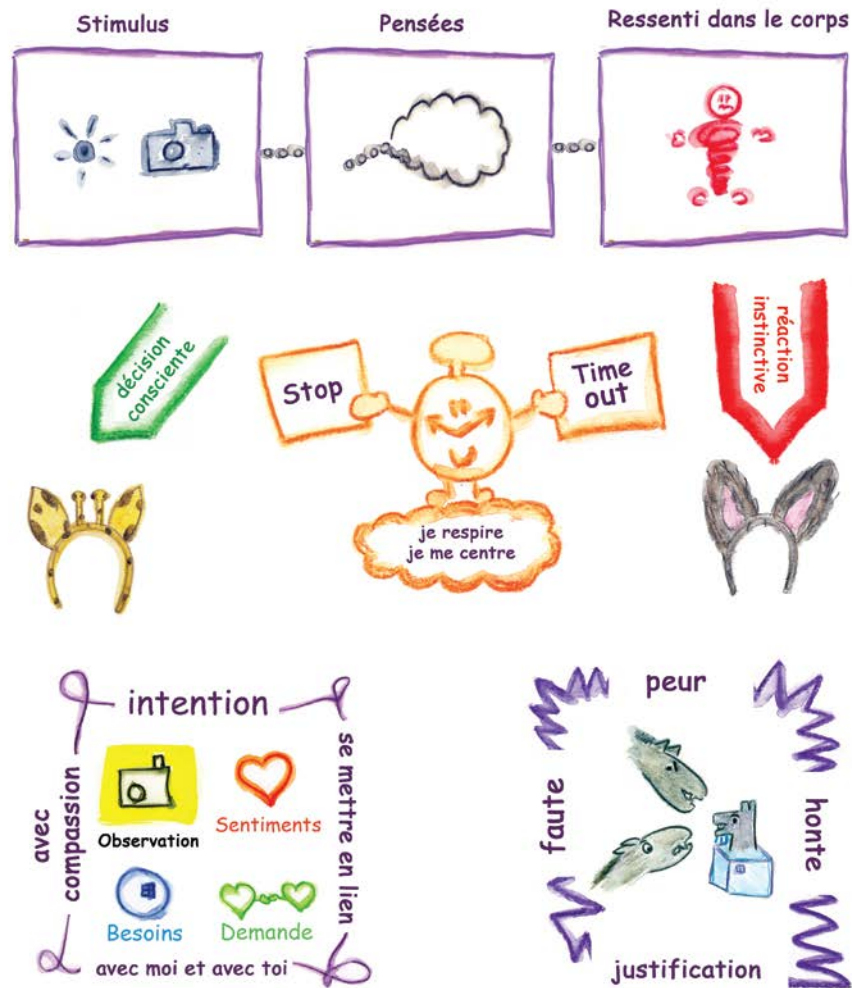 Stimulus
Pensées
Ressenti dans le corps
décision
consciente
Stop
Time
out
réaction
instinctive
je respire
je me centre
intention
avec
compassion
se mettre en lien
Observation
Sentiments
Besoins
Demande
avec moi et avec toi
peur
faute
honte
justification